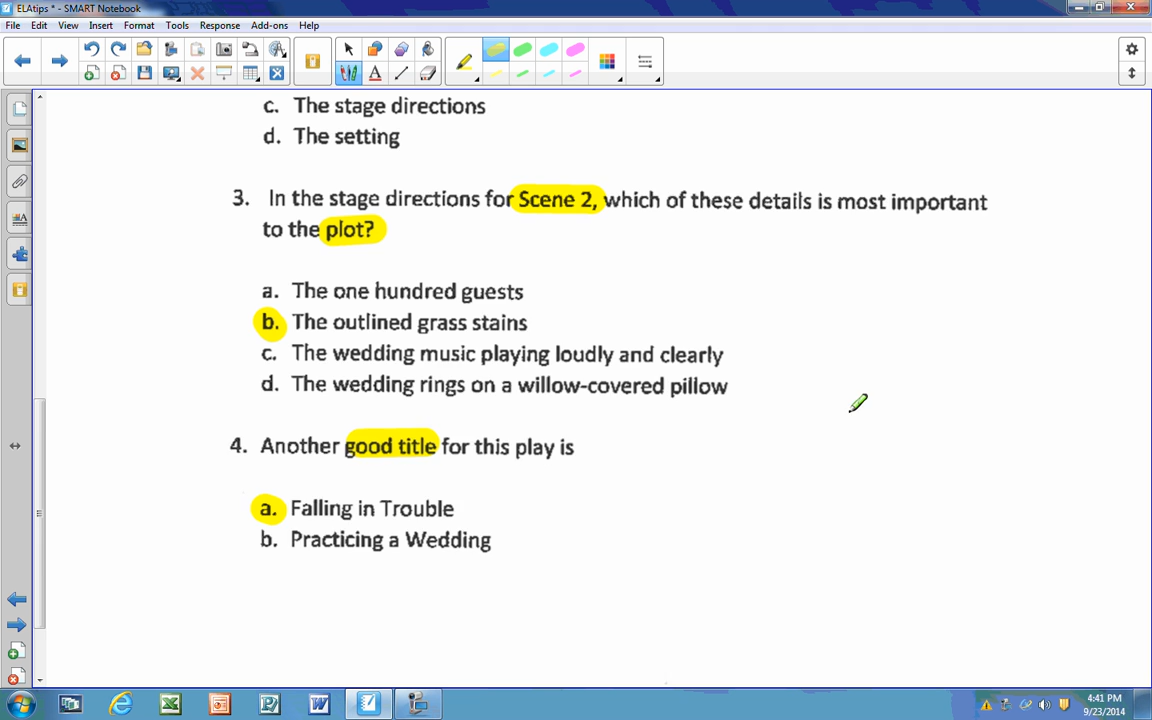 ELAtips * - SMART Notebook
File Edit View Insert Format Tools Response Add-ons Help
c. The stage directions
d. The setting
3. In the stage directions for Scene 2, which of these details is most important
to the plot?
a. The one hundred guests
b. The outlined grass stains
c. The wedding music playing loudly and clearly
d. The wedding rings on a willow-covered pillow
4. Another good title for this play is
a. Falling in Trouble
b. Practicing a Wedding
4:41 PM
9/23/2014